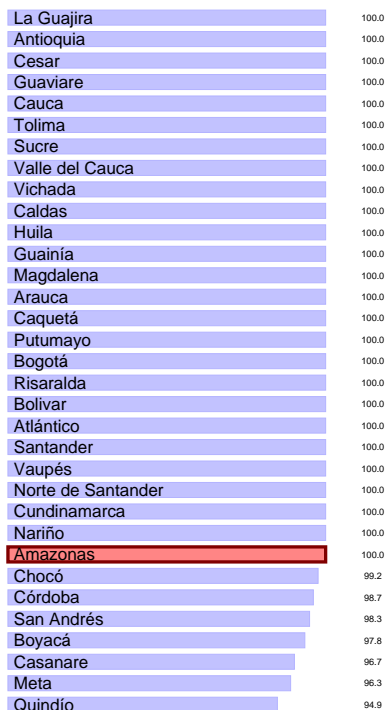 La Guajira 100.0
Antioquia 100.0
Cesar 100.0
Guaviare 100.0
Cauca 100.0
Tolima 100.0
Sucre 100.0
Valle del Cauca 100.0
Vichada 100.0
Caldas 100.0
Huila 100.0
Guainía 100.0
Magdalena 100.0
Arauca 100.0
Caquetá 100.0
Putumayo 100.0
Bogotá 100.0
Risaralda 100.0
Bolivar 100.0
Atlántico 100.0
Santander 100.0
Vaupés 100.0
Norte de Santander 100.0
Cundinamarca 100.0
Nariño 100.0
Amazonas 100.0
Chocó 99.2
Córdoba 98.7
San Andrés 98.3
Boyacá 97.8
Casanare 96.7
Meta 96.3
Quindío 94.9